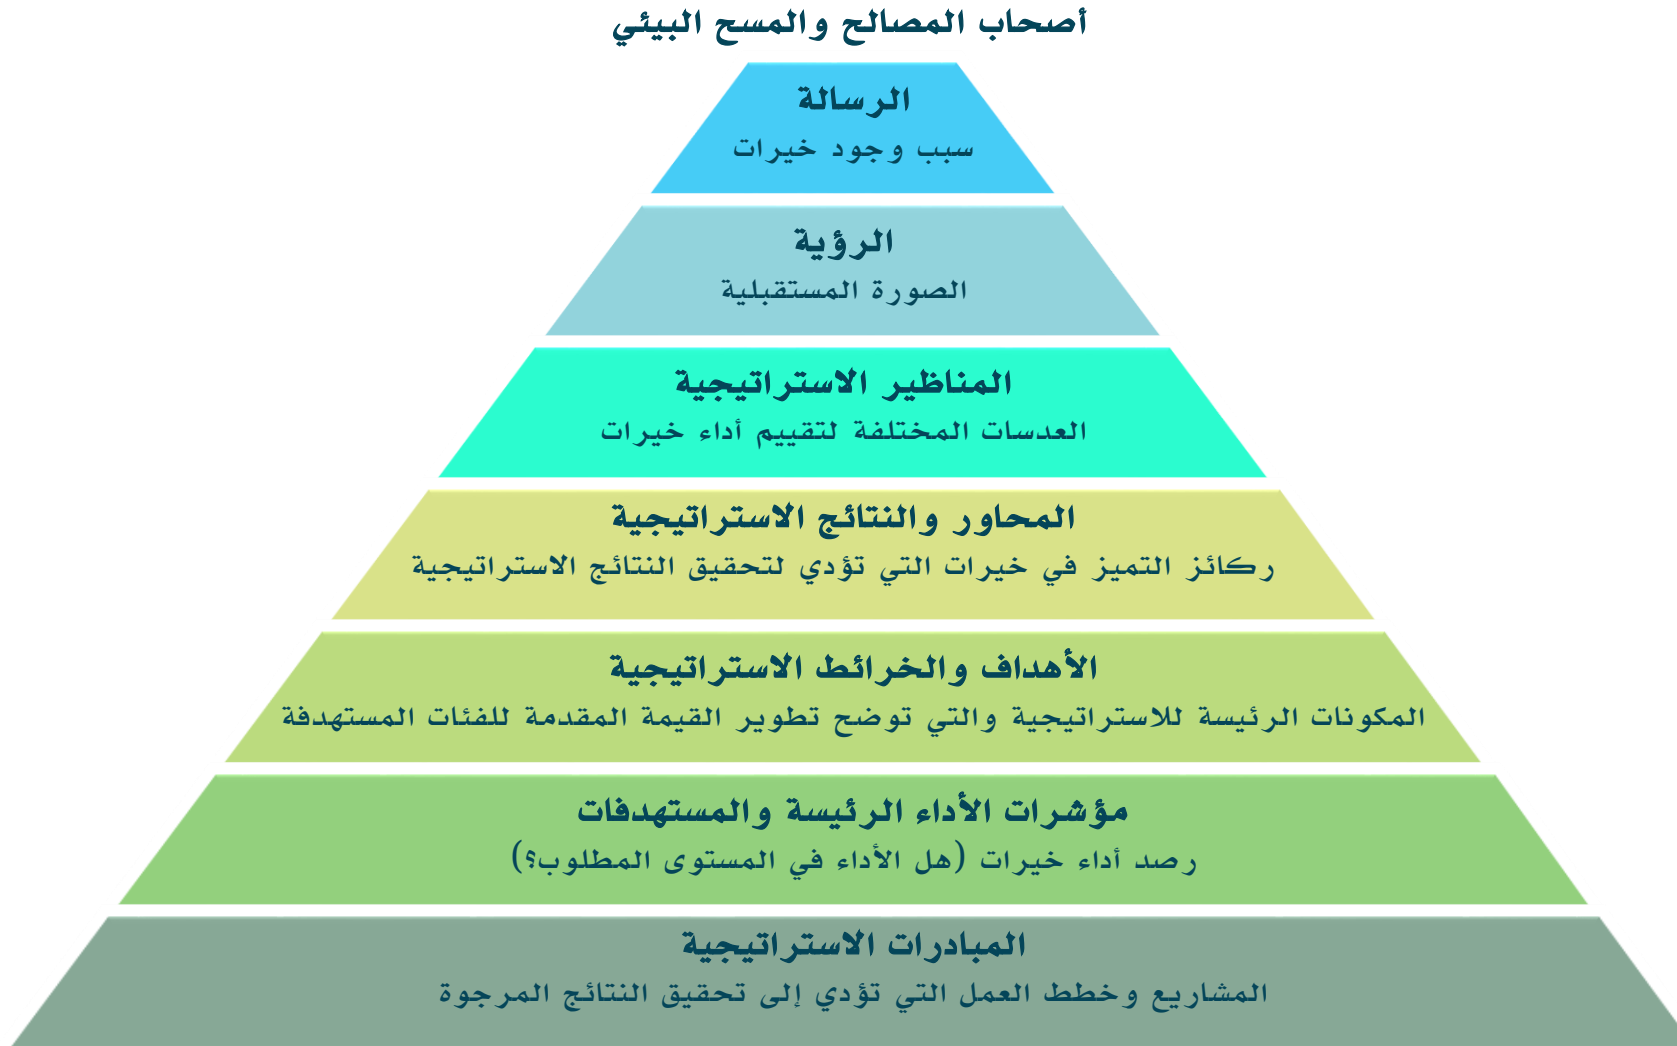 أصحاب المصالح والمسح البيئي
الرسالة
سبب وجود خيرات
الرؤية
الصورة المستقبلية
المناظير الاستراتيجية
العدسات المختلفة لتقييم أداء خيرات
المحاور والنتائج الاستراتيجية
ركائز التميز في خيرات التي تؤدي لتحقيق النتائج الاستراتيجية
الأهداف والخرائط الاستراتيجية
المكونات الرئيسة للاستراتيجية والتي توضح تطوير القيمة المقدمة للفئات المستهدفة
مؤشرات الأداء الرئيسة والمستهدفات
رصد أداء خيرات (هل الأداء في المستوى المطلوب؟)
المبادرات الاستراتيجية
المشاريع وخطط العمل التي تؤدي إلى تحقيق النتائج المرجوة